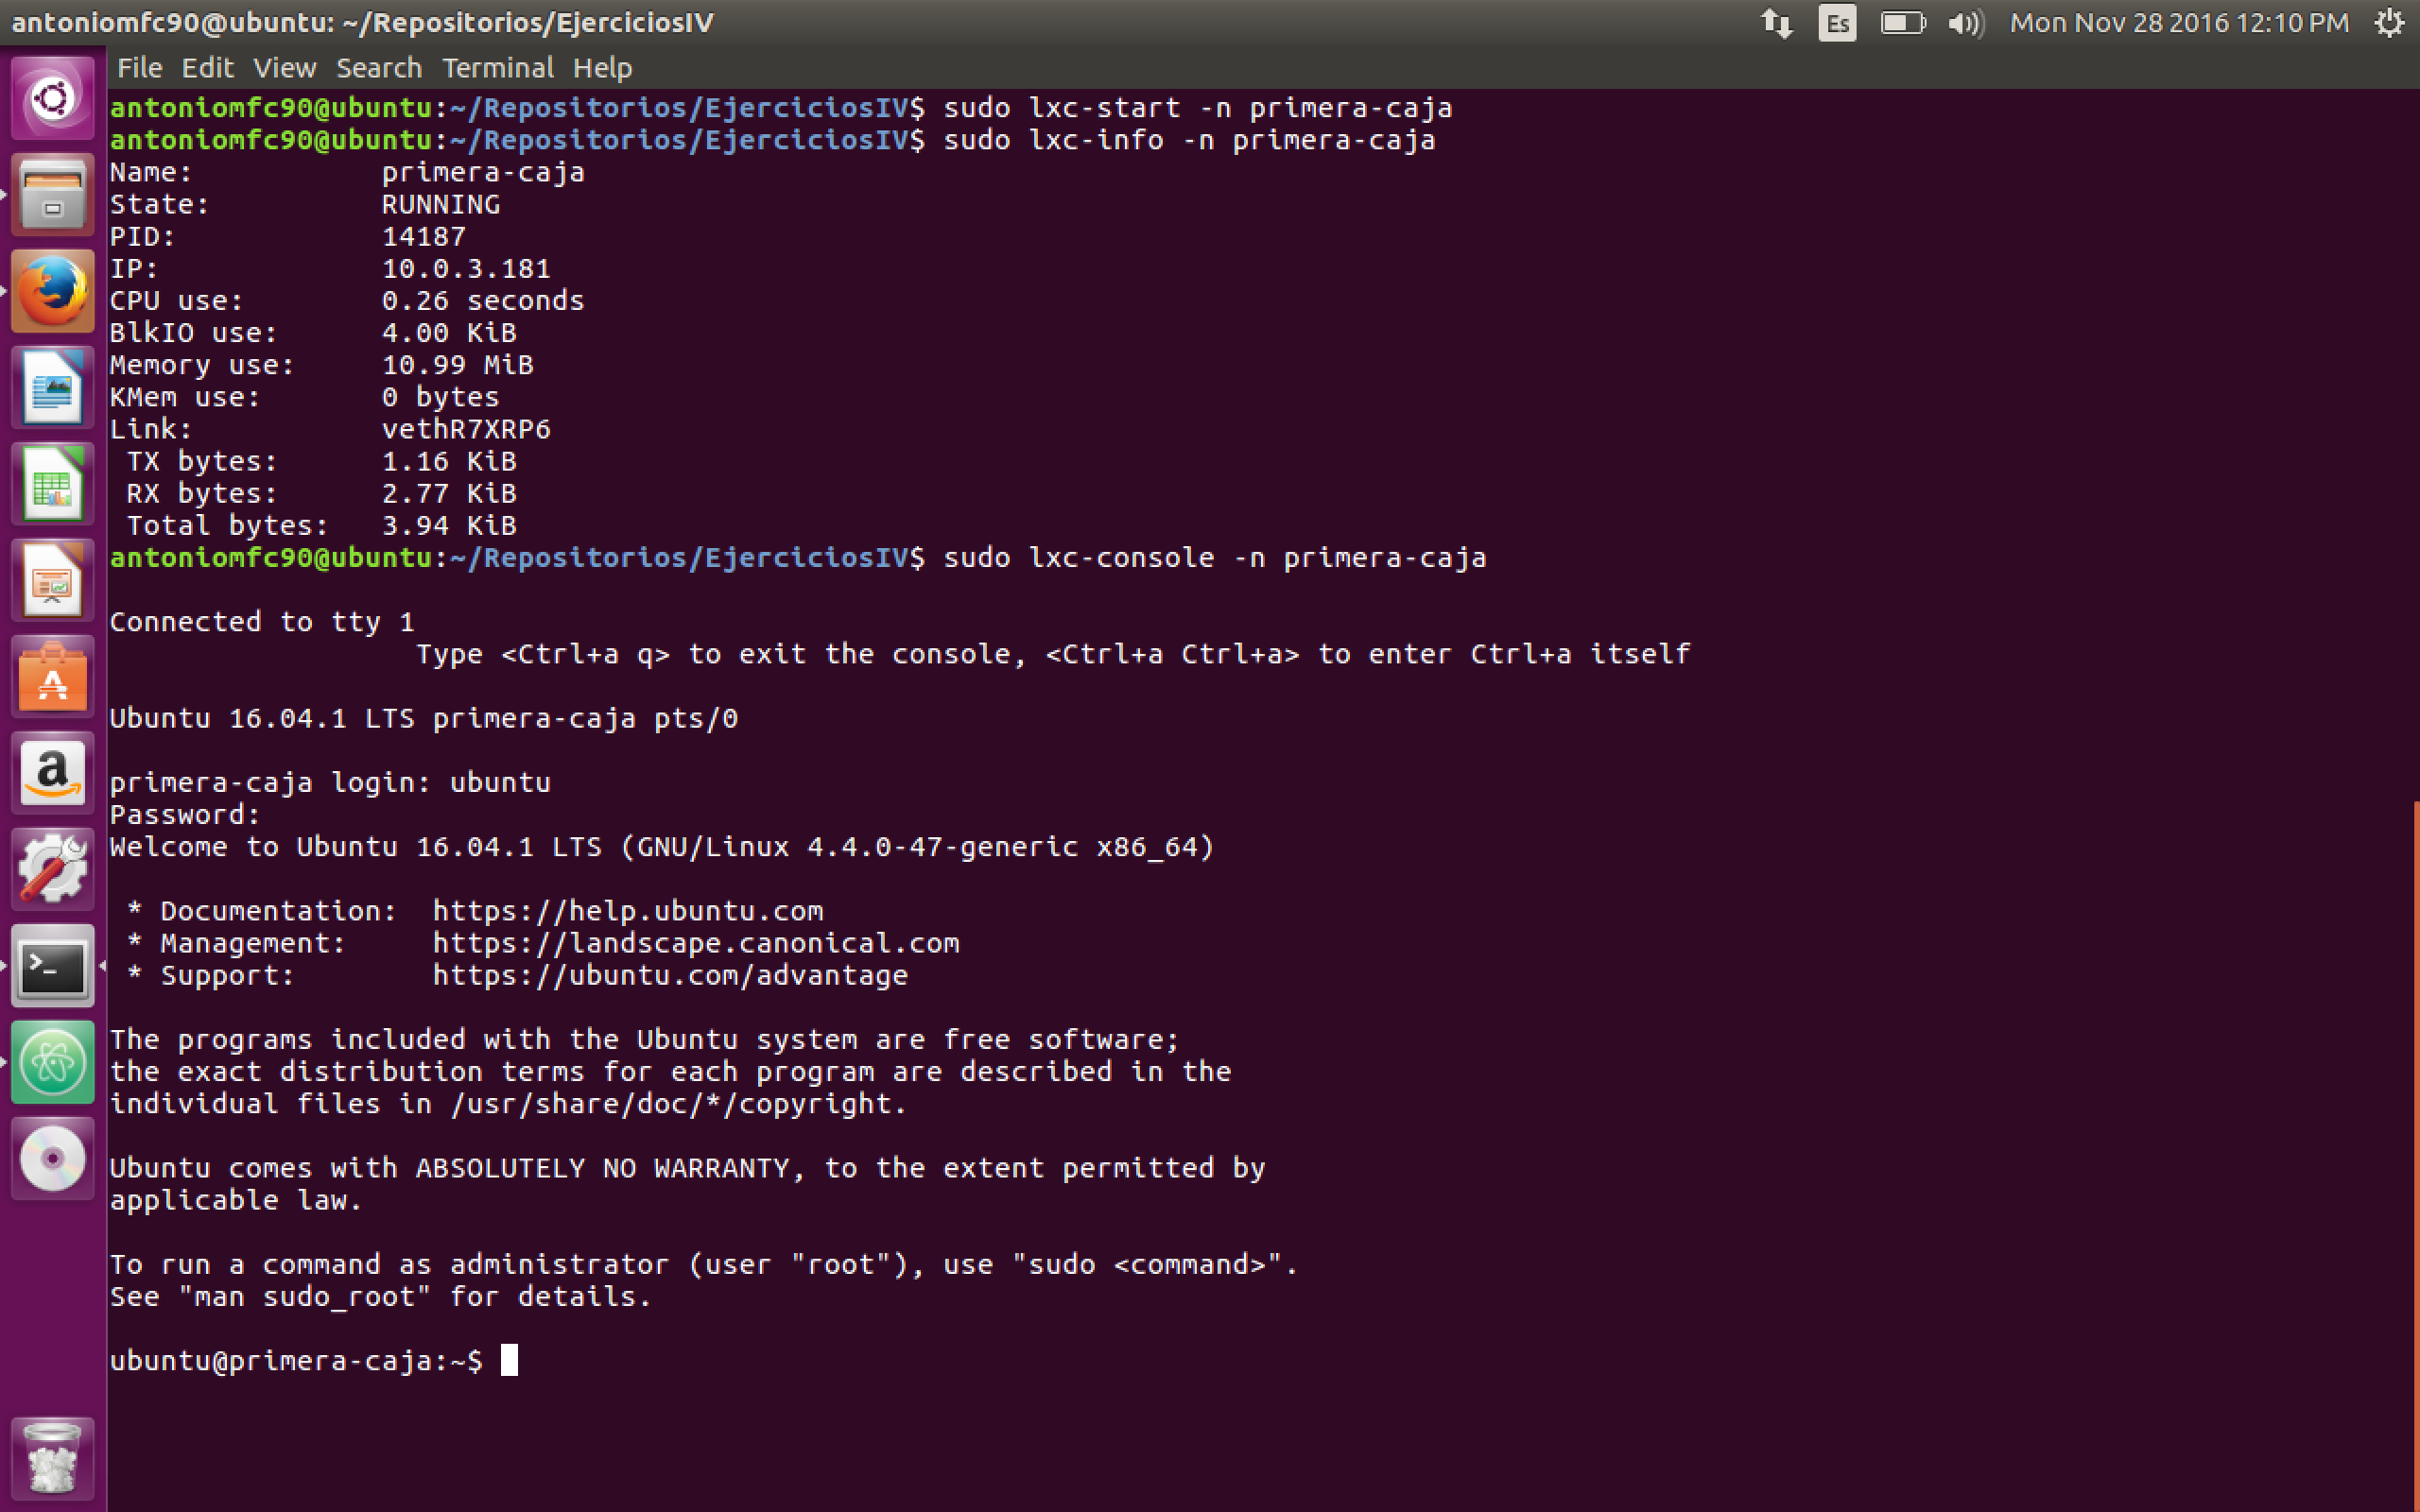 antoniomfc90@ubuntu: ~/Repositorios/EjerciciosIV
Es
Mon Nov 28 2016 12:10 PM
File Edit View Search Terminal Help
antoniomfc90@ubuntu:~/Repositorios/EjerciciosIV$ sudo lxc-start -n primera-caja
antoniomfc90@ubuntu:~/Repositorios/EjerciciosIV$ sudo lxc-info -n primera-caja
Name:           primera-caja
State:          RUNNING
PID:            14187
IP:             10.0.3.181
CPU use:        0.26 seconds
BlkIO use:      4.00 KiB
Memory use:     10.99 MiB
KMem use:       0 bytes
Link:           vethR7XRP6
 TX bytes:      1.16 KiB
 RX bytes:      2.77 KiB
 Total bytes:   3.94 KiB
antoniomfc90@ubuntu:~/Repositorios/EjerciciosIV$ sudo lxc-console -n primera-caja
Connected to tty 1
Type <Ctrl+a q> to exit the console, <Ctrl+a Ctrl+a> to enter Ctrl+a itself
Ubuntu 16.04.1 LTS primera-caja pts/0
primera-caja login: ubuntu
Password:
Welcome to Ubuntu 16.04.1 LTS (GNU/Linux 4.4.0-47-generic x86_64)
 * Documentation:  https://help.ubuntu.com
 * Management:     https://landscape.canonical.com
 * Support:        https://ubuntu.com/advantage
The programs included with the Ubuntu system are free software;
the exact distribution terms for each program are described in the
individual files in /usr/share/doc/*/copyright.
Ubuntu comes with ABSOLUTELY NO WARRANTY, to the extent permitted by
applicable law.
To run a command as administrator (user "root"), use "sudo <command>".
See "man sudo_root" for details.
ubuntu@primera-caja:~$